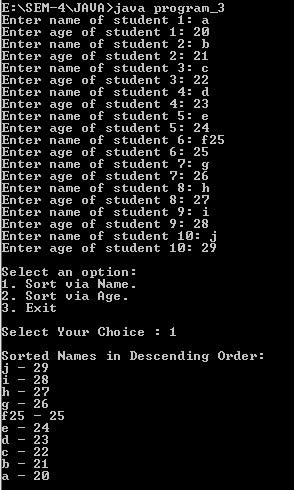 E:\SEM-4\JAVA>java program_3
Enter name of student 1: a
Enter age of student 1: 20
Enter name of student 2: b
Enter age of student 2: 21
Enter name of student 3: c
Enter age of student 3: 22
Enter name of student 4: d
Enter age of student 4: 23
Enter name of student 5: e
Enter age of student 5: 24
Enter name of student 6: f25
Enter age of student 6: 25
Enter name of student 7: g
Enter age of student 7: 26
Enter name of student 8: h
Enter age of student 8: 27
Enter name of student 9: i
Enter age of student 9: 28
Enter name of student 10: j
Enter age of student 10: 29
Select an option:
1. Sort via Name.
2. Sort via Age.
3. Exit
Select Your Choice : 1
Sorted Names in Descending Order:
j - 29
i - 28
h - 27
g - 26
f25 - 25
e - 24
d - 23
c - 22
b - 21
a - 20